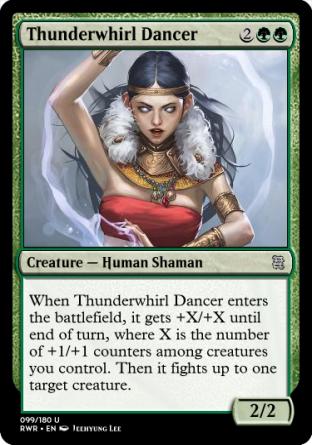 Thunderwhirl Dancer 2
Creature — Human Shaman
When Thunderwhirl Dancer enters
the battlefield, it gets +X/+X until
end of turn, where X is the number
of +1/+1 counters among creatures
you control. Then it fights up to one
target creature.
2/2
099/180 U
RWR • EN Jeehyung Lee